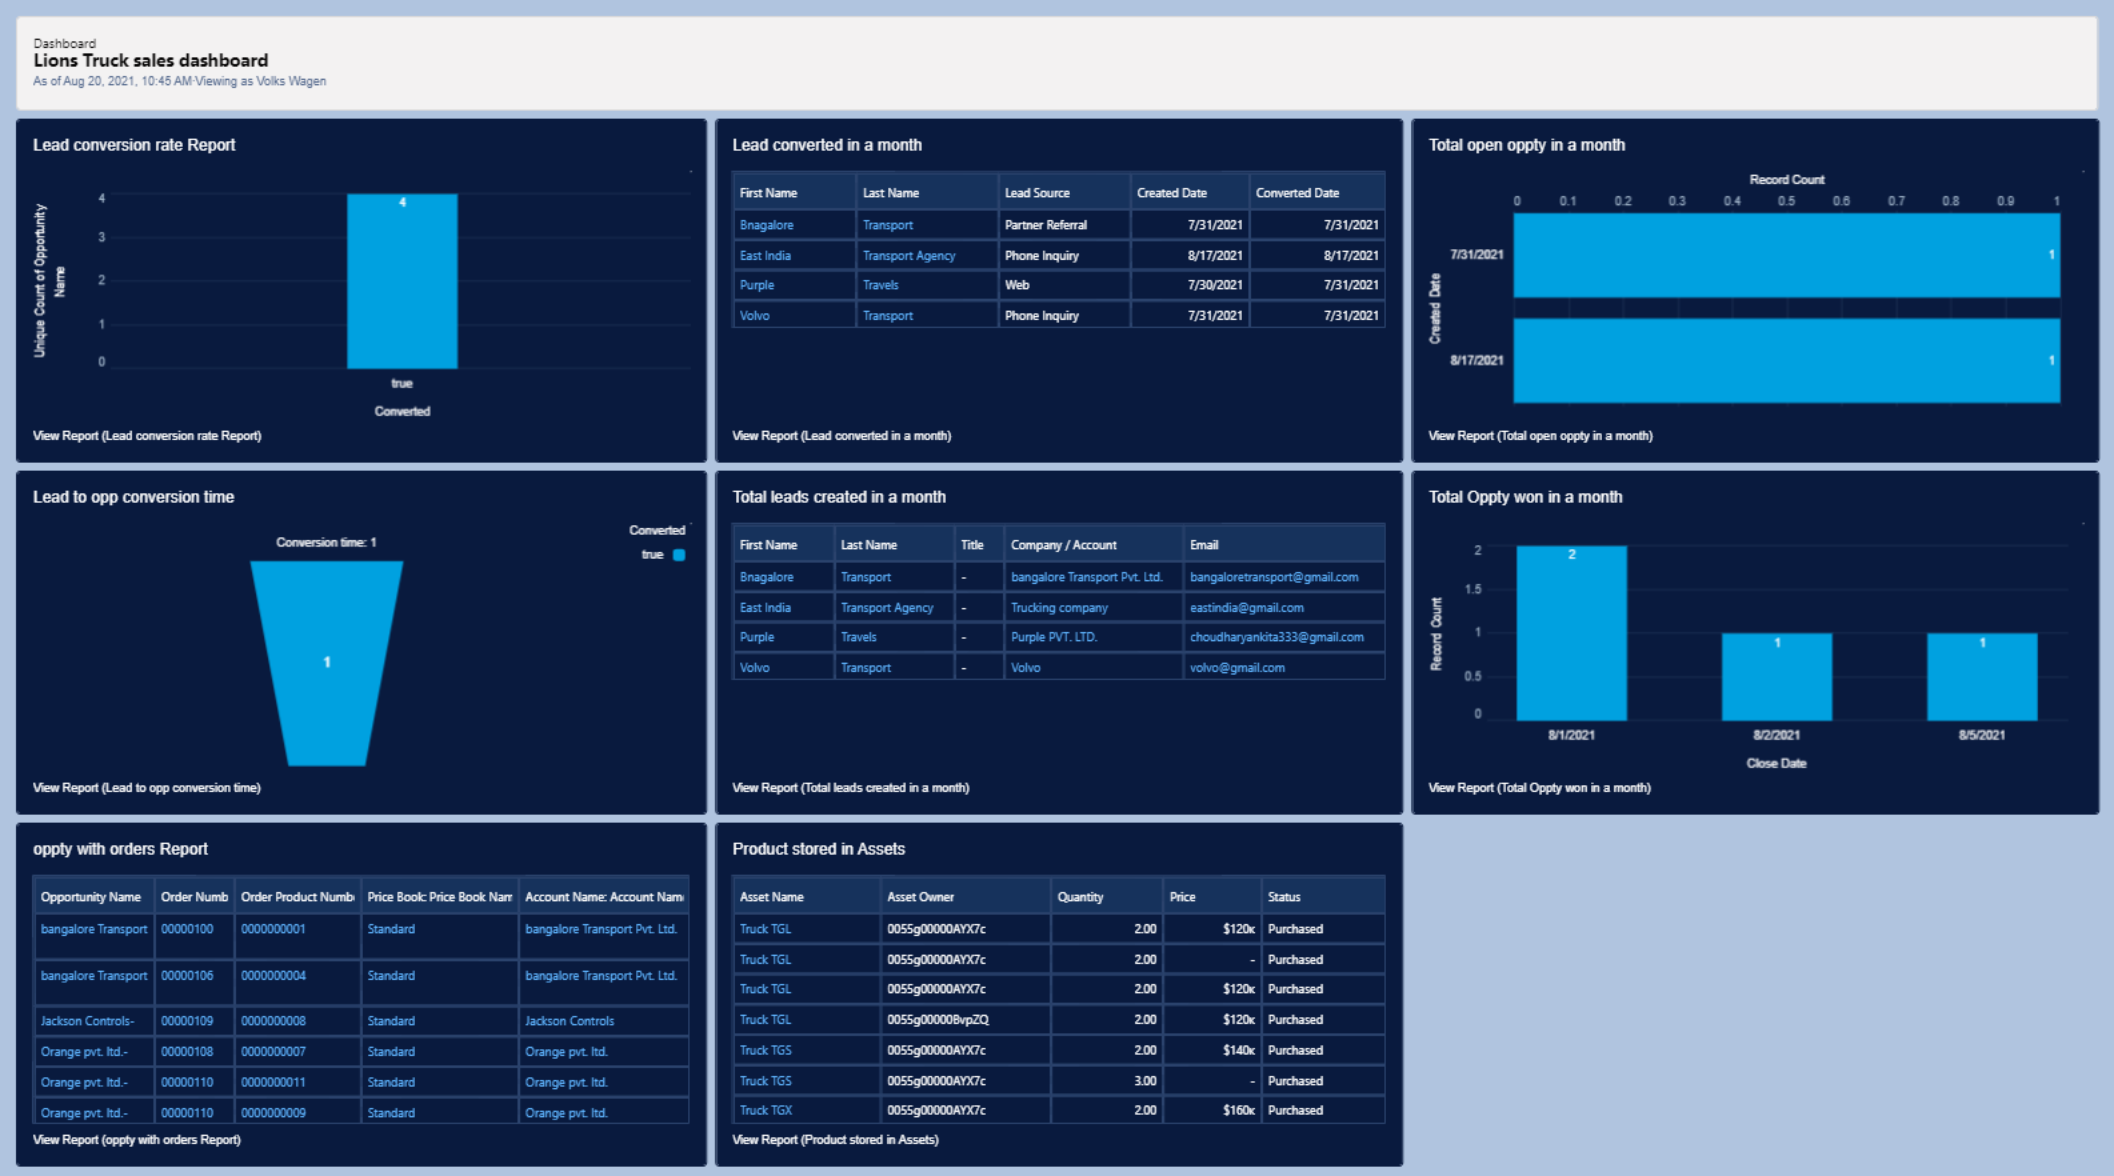 Dashboard
Lions Truck sales dashboard
As of Aug 20, 2021, 10:45 AM·Viewing as Volks Wagen
Lead conversion rate Report
Unique Count of Opportunity
Name
4
3
2
1
0
4
true
Converted
View Report (Lead conversion rate Report)
Lead converted in a month
First Name Last Name Lead Source Created Date Converted Date
Bnagalore Transport Partner Referral 7/31/2021 7/31/2021
East India Transport Agency Phone Inquiry 8/17/2021 8/17/2021
Purple Travels Web 7/30/2021 7/31/2021
Volvo Transport Phone Inquiry 7/31/2021 7/31/2021
View Report (Lead converted in a month)
Total open oppty in a month
Record Count
0 0.1 0.2 0.3 0.4 0.5 0.6 0.7 0.8 0.9 1
Created Date
7/31/2021 1
8/17/2021 1
View Report (Total open oppty in a month)
Lead to opp conversion time
Converted
true
Conversion time: 1
1
View Report (Lead to opp conversion time)
Total leads created in a month
First Name Last Name Title Company / Account Email
Bnagalore Transport - bangalore Transport Pvt. Ltd. bangaloretransport@gmail.com
East India Transport Agency - Trucking company eastindia@gmail.com
Purple Travels - Purple PVT. LTD. choudharyankita333@gmail.com
Volvo Transport - Volvo volvo@gmail.com
View Report (Total leads created in a month)
Total Oppty won in a month
Record Count
2
1.5
1
0.5
0
2 1 1
8/1/2021 8/2/2021 8/5/2021
Close Date
View Report (Total Oppty won in a month)
oppty with orders Report
Opportunity Name Order Numb Order Product Numb Price Book: Price Book Nam Account Name: Account Nam
bangalore Transport 00000100 0000000001 Standard bangalore Transport Pvt. Ltd.
bangalore Transport 00000106 0000000004 Standard bangalore Transport Pvt. Ltd.
Jackson Controls- 00000109 0000000008 Standard Jackson Controls
Orange pvt. ltd.- 00000108 0000000007 Standard Orange pvt. ltd.
Orange pvt. ltd.- 00000110 0000000011 Standard Orange pvt. ltd.
Orange pvt. ltd.- 00000110 0000000009 Standard Orange pvt. ltd.
View Report (oppty with orders Report)
Product stored in Assets
Asset Name Asset Owner Quantity Price Status
Truck TGL 0055g00000AYX7c 2.00 $120K Purchased
Truck TGL 0055g00000AYX7c 2.00 - Purchased
Truck TGL 0055g00000AYX7c 2.00 $120K Purchased
Truck TGL 0055g00000BvpZQ 2.00 $120K Purchased
Truck TGS 0055g00000AYX7c 2.00 $140K Purchased
Truck TGS 0055g00000AYX7c 3.00 - Purchased
Truck TGX 0055g00000AYX7c 2.00 $160K Purchased
View Report (Product stored in Assets)